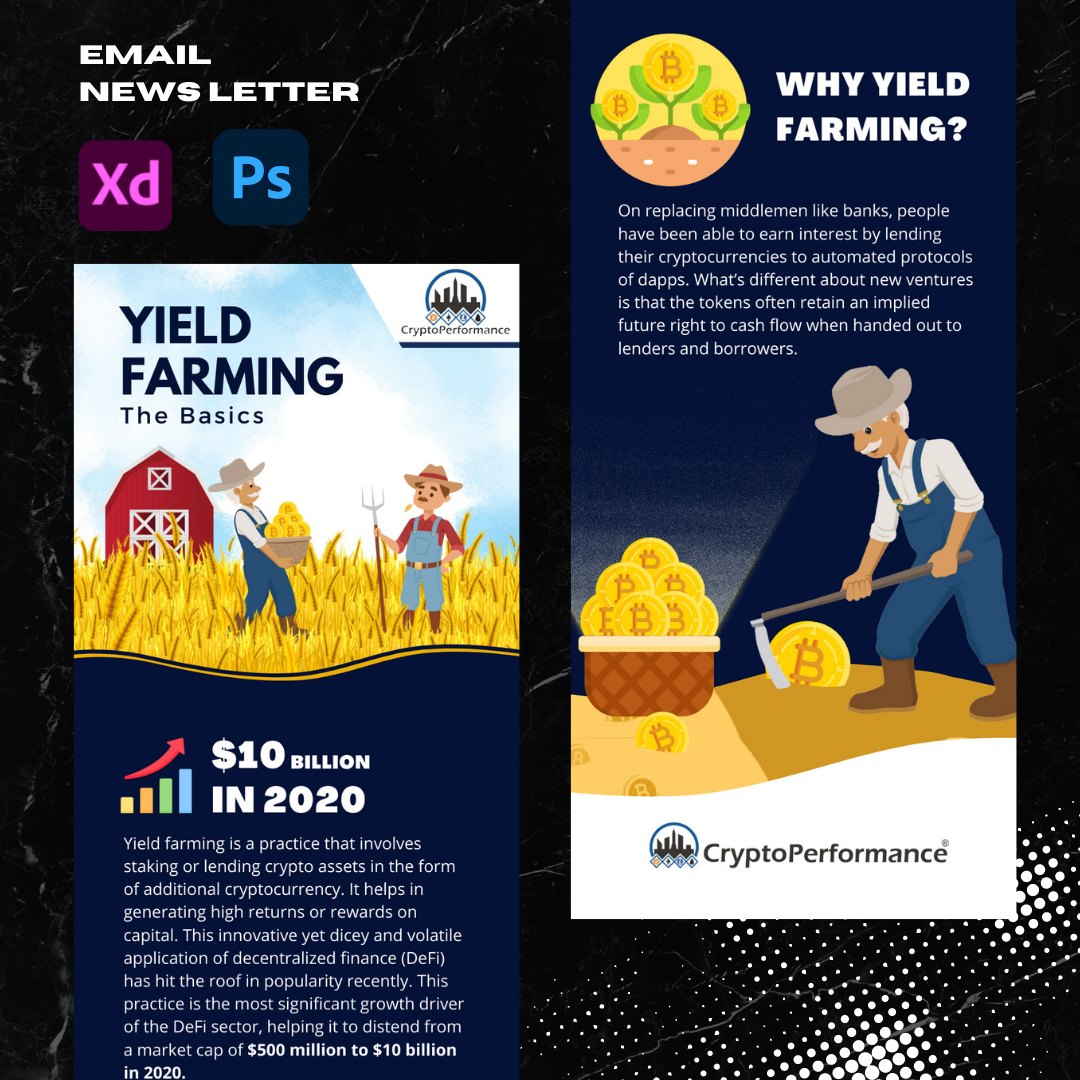 EMAIL
NEWS LETTER
Xd
Ps
YIELD
FARMING
The Basics
CryptoPerformance
$10 BILLION
IN 2020
Yield farming is a practice that involves
staking or lending crypto assets in the form
of additional cryptocurrency. It helps in
generating high returns or rewards on
capital. This innovative yet dicey and volatile
application of decentralized finance (DeFi)
has hit the roof in popularity recently. This
practice is the most significant growth driver
of the DeFi sector, helping it to distend from
a market cap of $500 million to $10 billion
in 2020.
WHY YIELD
FARMING?
On replacing middlemen like banks, people
have been able to earn interest by lending
their cryptocurrencies to automated protocols
of dapps. What's different about new ventures
is that the tokens often retain an implied
future right to cash flow when handed out to
lenders and borrowers.
CryptoPerformance®